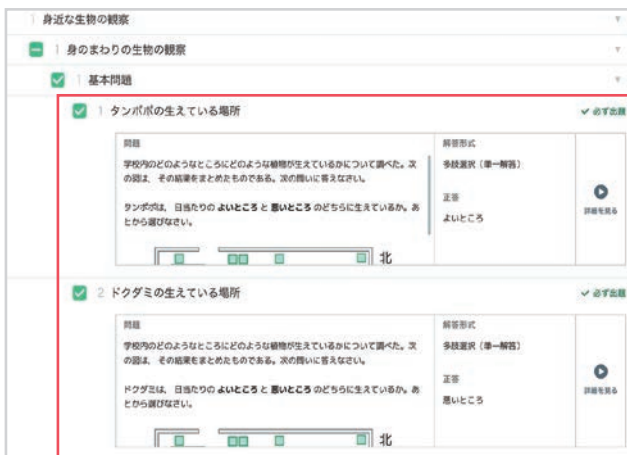 1 身近な生物の観察
1 身のまわりの生物の観察
1 基本問題
1 タンポポの生えている場所
必ず出題
問題
学校内のどのようなところにどのような植物が生えているかについて調べた。次
の図は、その結果をまとめたものである。次の問いに答えなさい。
タンポポは、日当たりの よいところ と 悪いところ のどちらに生えているか。あ
とから選びなさい。
北
解答形式
多肢選択（単一解答）
正答
よいところ
詳細を見る
2 ドクダミの生えている場所
必ず出題
問題
学校内のどのようなところにどのような植物が生えているかについて調べた。次
の図は、その結果をまとめたものである。次の問いに答えなさい。
ドクダミは、日当たりの よいところ と 悪いところ のどちらに生えているか。あ
とから選びなさい。
北
解答形式
多肢選択（単一解答）
正答
悪いところ
詳細を見る